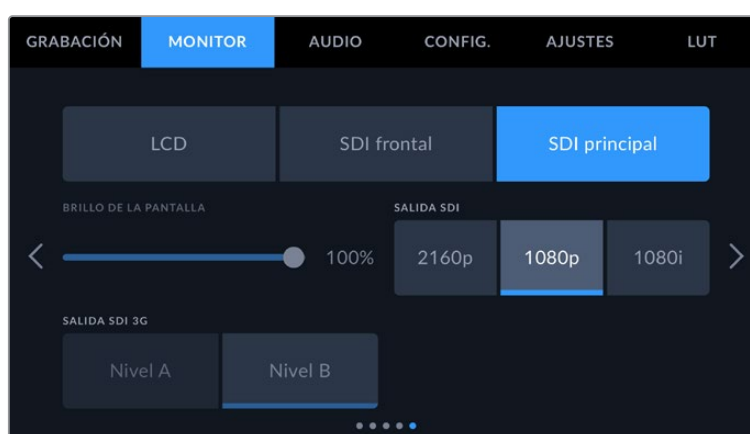 GRABACIÓN MONITOR AUDIO CONFIG. AJUSTES LUT
LCD SDI frontal SDI principal
BRILLO DE LA PANTALLA SALIDA SDI
100% 2160p 1080p 1080i
SALIDA SDI 3G
Nivel A Nivel B